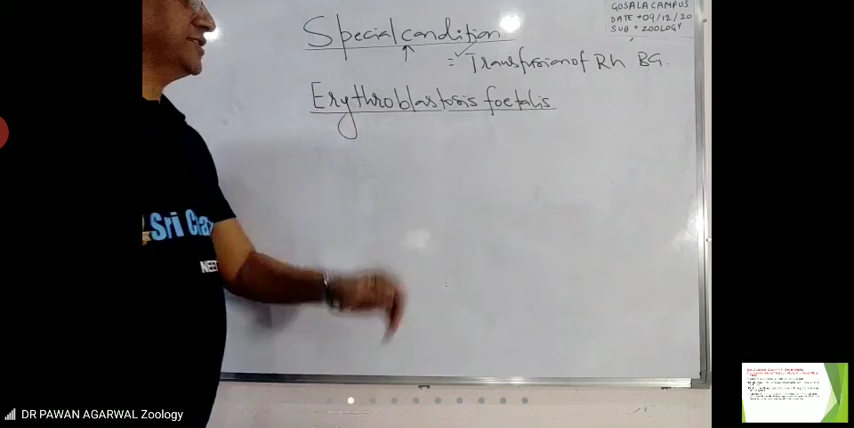 GOSALA CAMPUS
DATE • 09/12/20
SUB • ZOOLOGY
Special condition
= Transfusion of Rh BG.
Erythroblastosis foetalis
Sri Cha
NEET
DR PAWAN AGARWAL Zoology